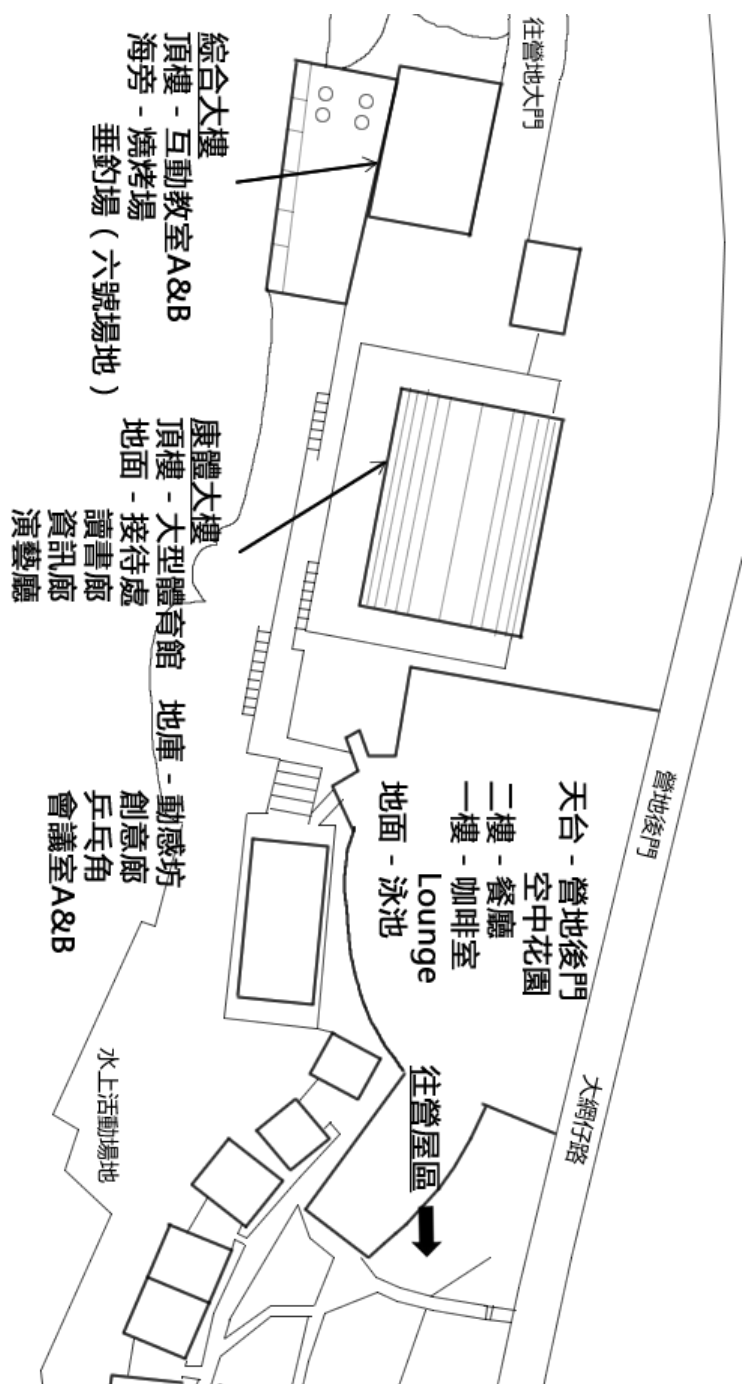 往營地大門
綜合大樓
頂樓 - 互動教室A&B
海旁 - 燒烤場
垂釣場（六號場地）
康體大樓
頂樓 - 大型體育館
地面 - 接待處
讀書廊
資訊廊
演藝廳
地庫 - 動感坊
創意廊
乒乓角
會議室A&B
營地後門
天台 - 營地後門
空中花園
二樓 - 餐廳
一樓 - 咖啡室
Lounge
地面 - 泳池
大網仔路
往營屋區
水上活動場地